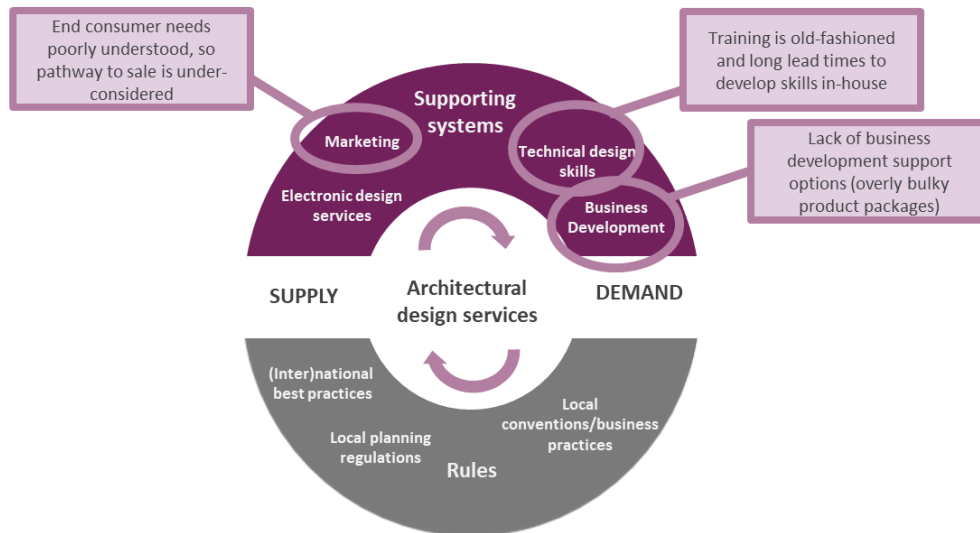 End consumer needs
poorly understood, so
pathway to sale is under-
considered
Training is old-fashioned
and long lead times to
develop skills in-house
Lack of business
development support
options (overly bulky
product packages)
Supporting
systems
Marketing
Technical design
skills
Electronic design
services
Business
Development
SUPPLY
Architectural
design services
DEMAND
(Inter)national
best practices
Local planning
regulations
Local
conventions/business
practices
Rules